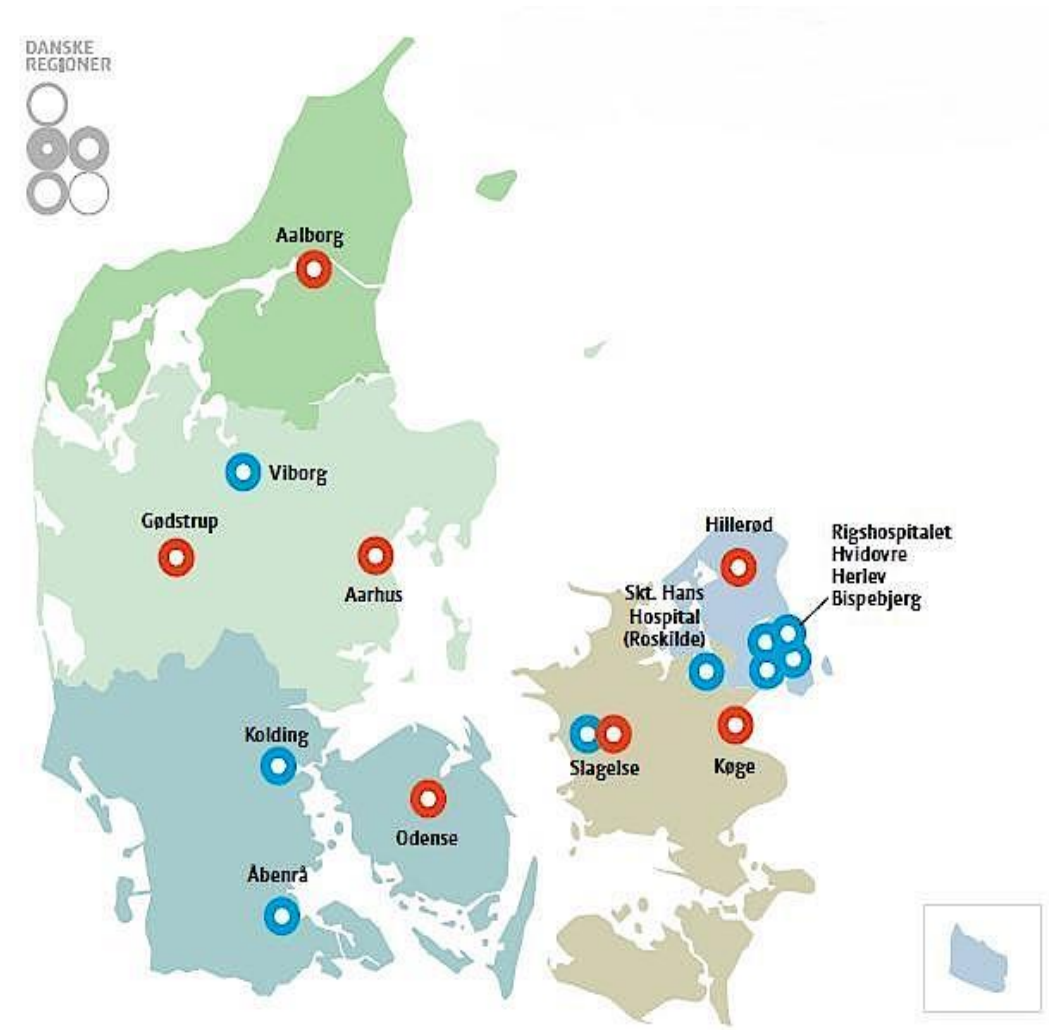 DANSKE
REGIONER
Aalborg
Viborg
Gødstrup
Aarhus
Hillerød
Rigshospitalet
Hvidovre
Herlev
Bispebjerg
Skt. Hans
Hospital
(Roskilde)
Kolding
Slagelse
Køge
Odense
Åbenrå